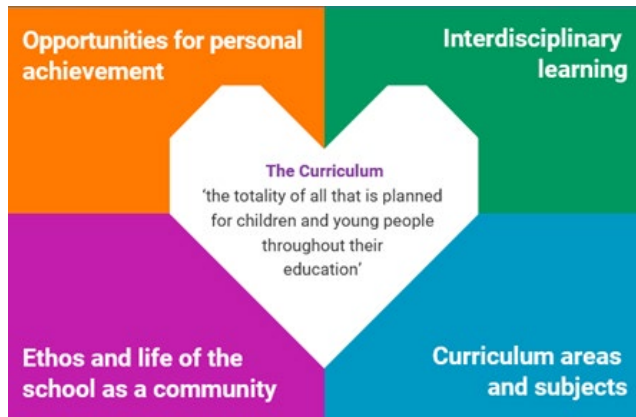 Opportunities for personal
achievement
Interdisciplinary
learning
The Curriculum
‘the totality of all that is planned
for children and young people
throughout their
education’
Ethos and life of the
school as a community
Curriculum areas
and subjects